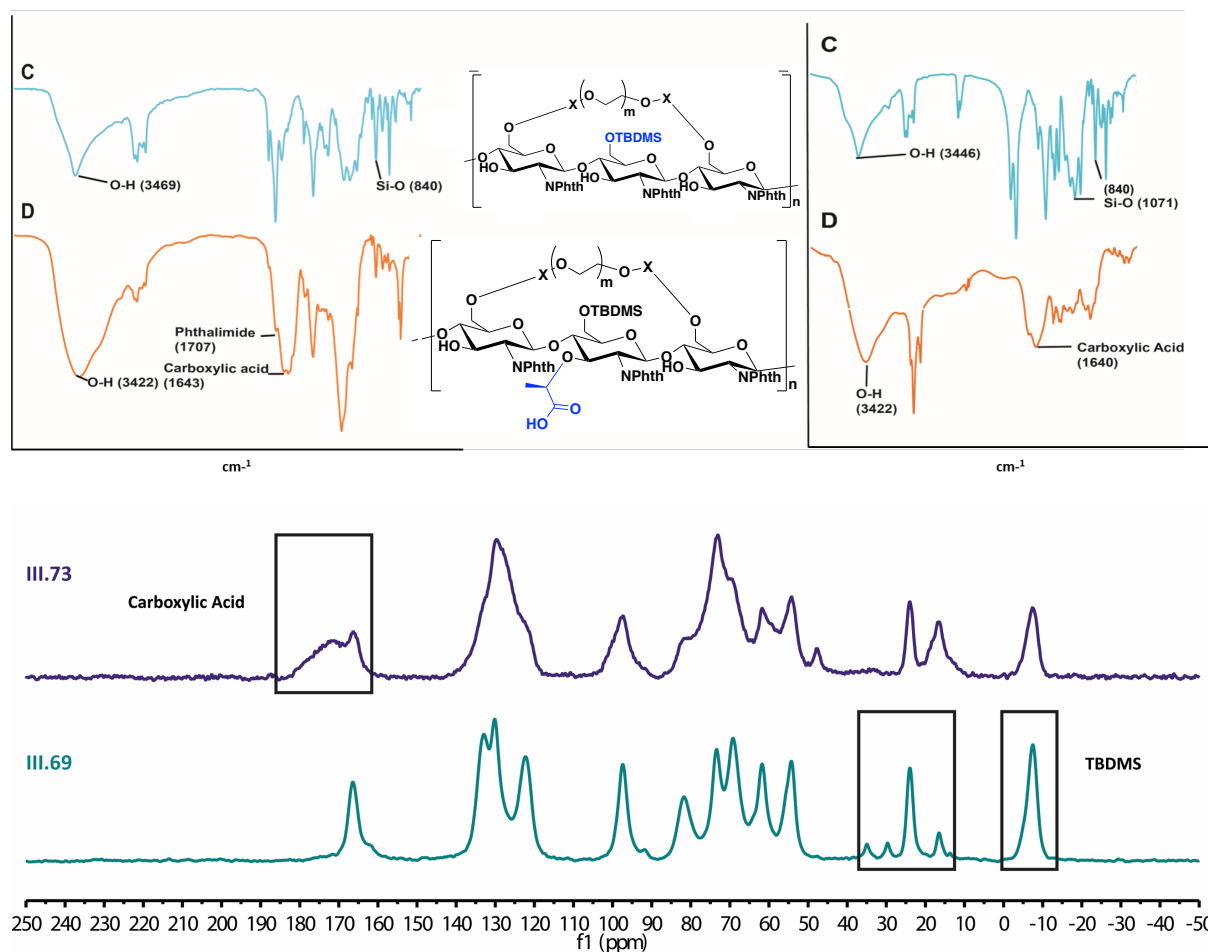 C
O-H (3469)
Si-O (840)
D
Phthalimide
(1707)
O-H (3422)
Carboxylic acid
(1643)
cm-1
X
O
m
O
X
O
OTBDMS
O
O
O
HO
NPhth
O
O
HO
NPhth
O
O
HO
NPhth
n
X
O
m
O
X
O
OTBDMS
O
O
O
HO
NPhth
O
O
O
NPhth
O
O
HO
NPhth
n
O
HO
C
O-H (3446)
(840)
Si-O (1071)
D
Carboxylic Acid
(1640)
O-H
(3422)
cm-1
III.73
Carboxylic Acid
III.69
TBDMS
250 240 230 220 210 200 190 180 170 160 150 140 130 120 110 100 90 80 70 60 50 40 30 20 10 0 -10 -20 -30 -40 -50
f1 (ppm)